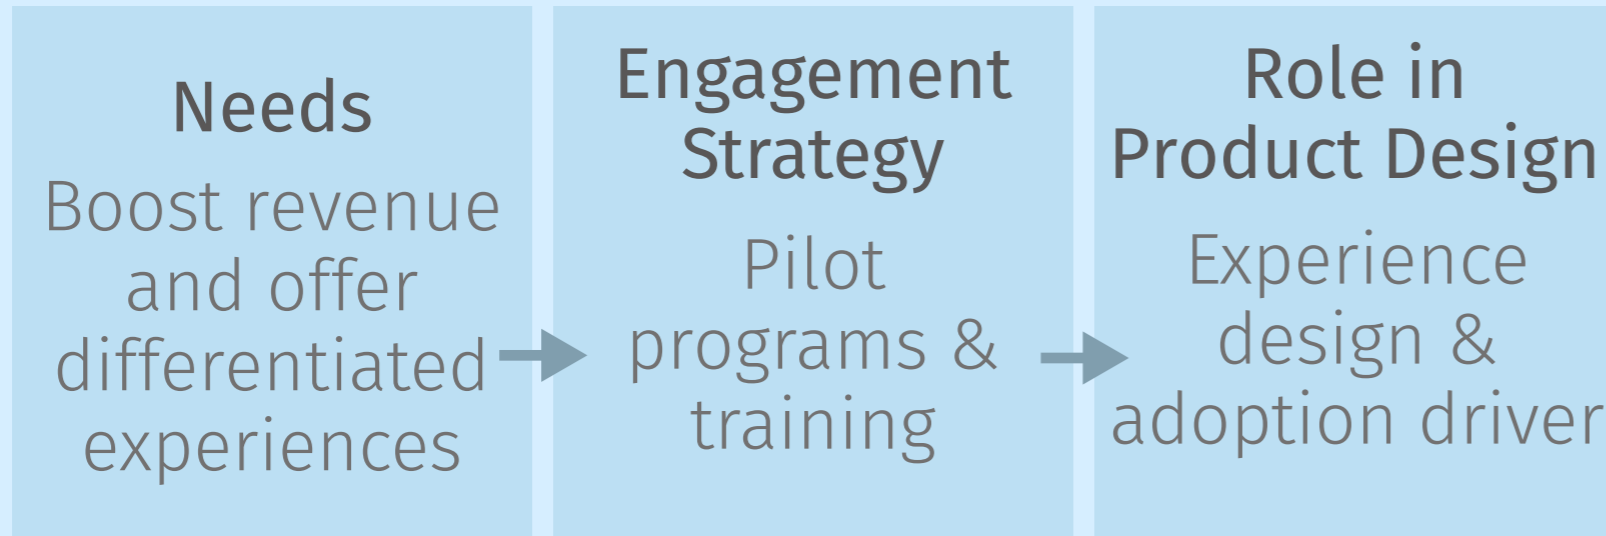 Needs
Boost revenue
and offer
differentiated
experiences
Engagement
Strategy
Pilot
programs &
training
Role in
Product Design
Experience
design &
adoption driver